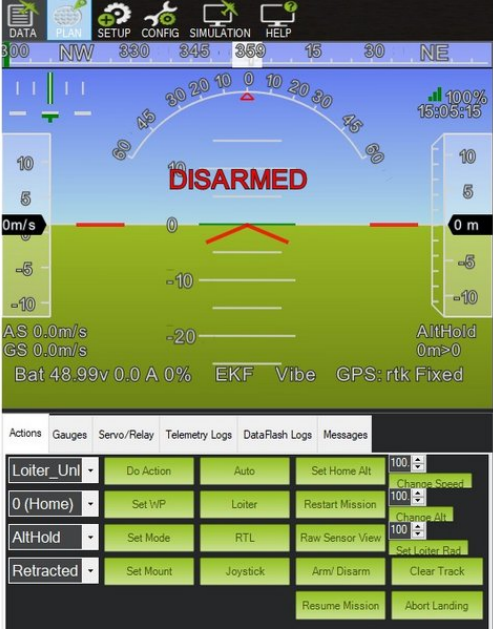 DATA PLAN SETUP CONFIG SIMULATION HELP
300 NW 330 345 359 15 30 NE
60 45 30 20 10 0 10 20 30 45 60
100%
15:05:15
10 10 10
DISARMED
5 5
0m/s 0 0 m
-5 -10 -5
-10 -10
AS 0.0m/s -20 AltHold
GS 0.0m/s 0m>0
Bat 48.99v 0.0 A 0% EKF Vibe GPS: rtk Fixed
Actions Gauges Servo/Relay Telemetry Logs DataFlash Logs Messages
Loiter_Unl Do Action Auto Set Home Alt 100. Change Speed
0 (Home) Set WP Loiter Restart Mission 100. Change Alt
AltHold Set Mode RTL Raw Sensor View 100 Set Loiter Rad
Retracted Set Mount Joystick Arm/ Disarm Clear Track
Resume Mission Abort Landing